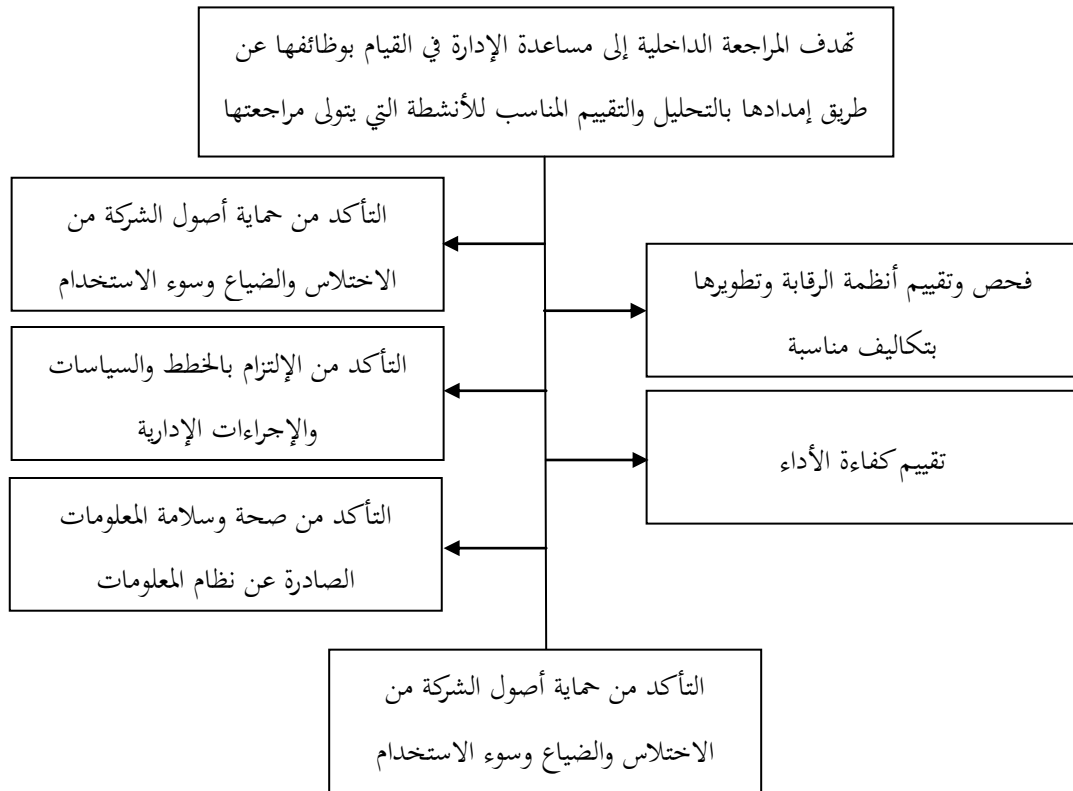 تهدف المراجعة الداخلية إلى مساعدة الإدارة في القيام بوظائفها عن
طريق إمدادها بالتحليل والتقييم المناسب للأنشطة التي يتولى مراجعتها
التأكد من حماية أصول الشركة من
الاختلاس والضياع وسوء الاستخدام
فحص وتقييم أنظمة الرقابة وتطويرها
بتكاليف مناسبة
التأكد من الإلتزام بالخطط والسياسات
والإجراءات الإدارية
تقييم كفاءة الأداء
التأكد من صحة وسلامة المعلومات
الصادرة عن نظام المعلومات
التأكد من حماية أصول الشركة من
الاختلاس والضياع وسوء الاستخدام